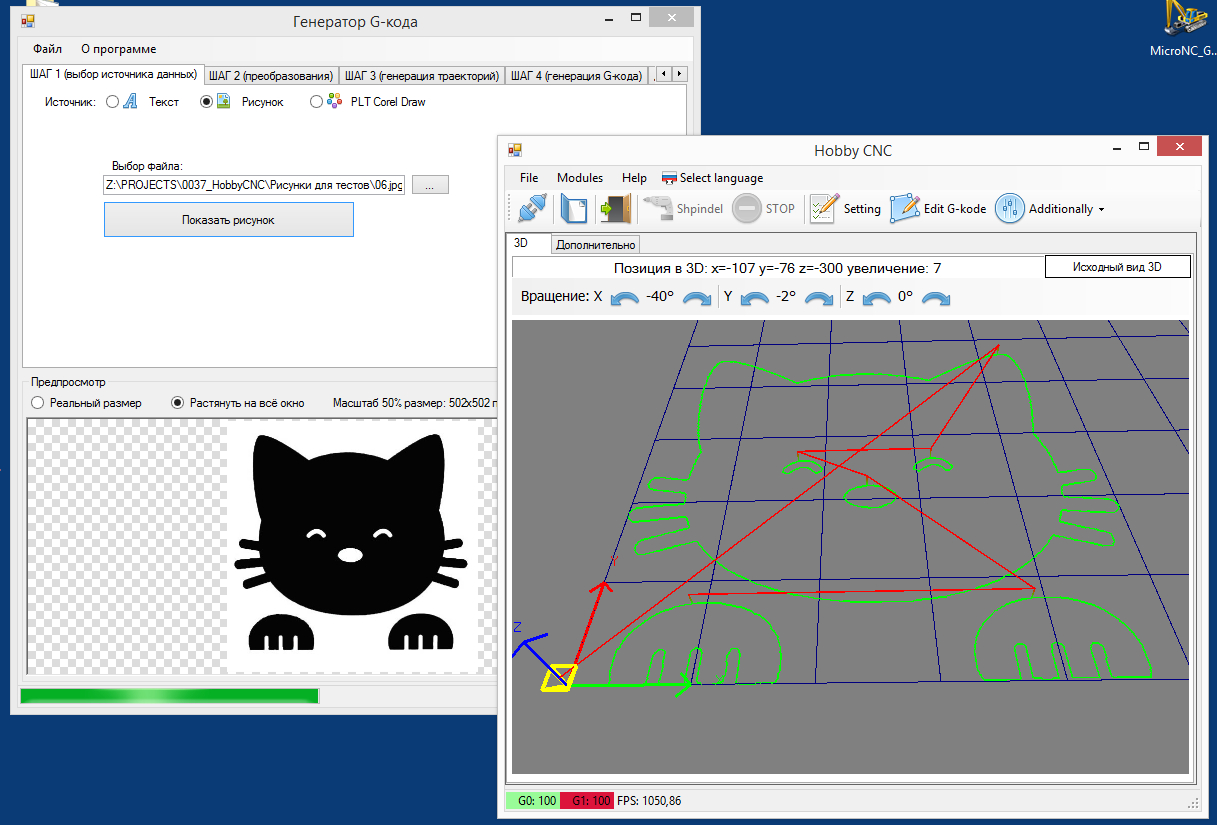 Генератор G-кода
Файл О программе
ШАГ 1 (выбор источника данных) ШАГ 2 (преобразования) ШАГ 3 (генерация траекторий) ШАГ 4 (генерация G-кода)
Источник: Текст Рисунок PLT Corel Draw
Выбор файла:
Z:\PROJECTS\0037_HobbyCNC\Рисунки для тестов\06.jpg ...
Показать рисунок
Предпросмотр
Реальный размер Растянуть на всё окно Масштаб 50% размер: 502x502 п
MicroNC_G...
Hobby CNC
File Modules Help Select language
Shpindel STOP Setting Edit G-kode Additionally
3D Дополнительно
Позиция в 3D: x=-107 y=-76 z=-300 увеличение: 7 Исходный вид 3D
Вращение: X -40° Y -2° Z 0°
Y
Z
X
G0: 100 G1: 100 FPS: 1050,86